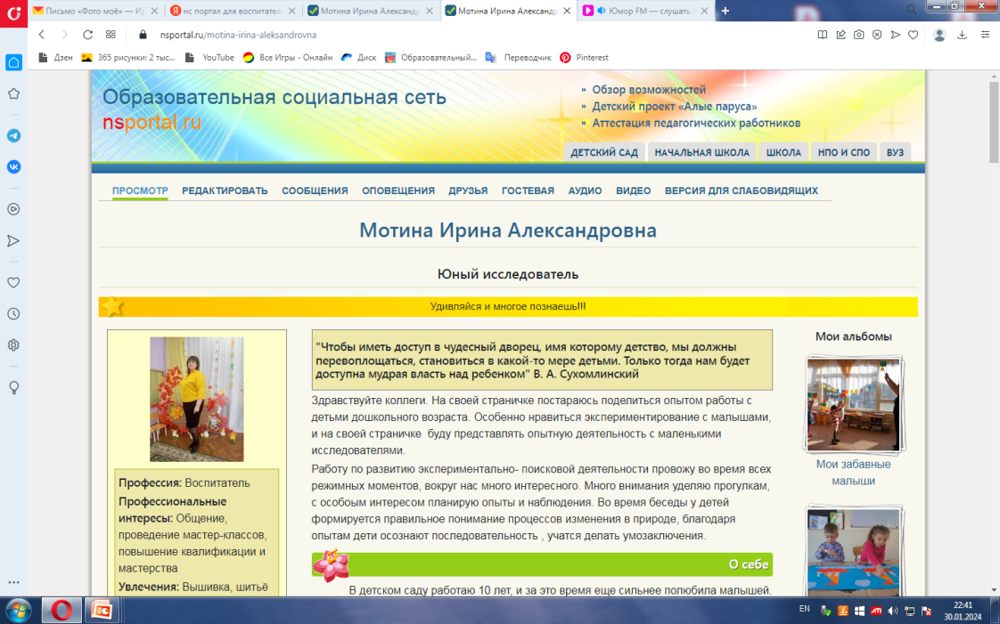 Письмо «Фото моё» — Ир
нс портал для воспитател
Мотина Ирина Александр
Мотина Ирина Александр
Юмор FM — слушать
nsportal.ru/motina-irina-aleksandrovna
Дзен
365 рисунки: 2 тыс...
YouTube
Все Игры - Онлайн
Диск
Образовательный...
Переводчик
Pinterest
Образовательная социальная сеть
nsportal.ru
» Обзор возможностей
» Детский проект «Алые паруса»
» Аттестация педагогических работников
ДЕТСКИЙ САД
НАЧАЛЬНАЯ ШКОЛА
ШКОЛА
НПО И СПО
ВУЗ
ПРОСМОТР
РЕДАКТИРОВАТЬ
СООБЩЕНИЯ
ОПОВЕЩЕНИЯ
ДРУЗЬЯ
ГОСТЕВАЯ
АУДИО
ВИДЕО
ВЕРСИЯ ДЛЯ СЛАБОВИДЯЩИХ
Мотина Ирина Александровна
Юный исследователь
Удивляйся и многое познаешь!!!
Профессия: Воспитатель
Профессиональные
интересы: Общение,
проведение мастер-классов,
повышение квалификации и
мастерства
Увлечения: Вышивка, шитьё
"Чтобы иметь доступ в чудесный дворец, имя которому детство, мы должны
перевоплощаться, становиться в какой-то мере детьми. Только тогда нам будет
доступна мудрая власть над ребенком" В. А. Сухомлинский
Здравствуйте коллеги. На своей страничке постараюсь поделиться опытом работы с
детьми дошкольного возраста. Особенно нравиться экспериментирование с малышами,
и на своей страничке буду представлять опытную деятельность с маленькими
исследователями.
Работу по развитию экспериментально- поисковой деятельности провожу во время всех
режимных моментов, вокруг нас много интересного. Много внимания уделяю прогулкам,
с особоым интересом планирую опыты и наблюдения. Во время беседы у детей
формируется правильное понимание процессов изменения в природе, благодаря
опытам дети осознают последовательность , учатся делать умозаключения.
О себе
В детском саду работаю 10 лет, и за это время еще сильнее полюбила малышей.
Мои альбомы
Мои забавные
малыши
EN
22:41
30.01.2024